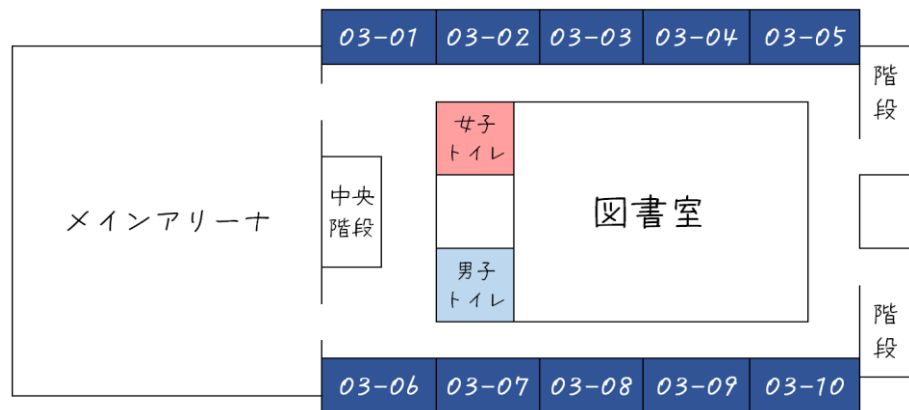 03-01 03-02 03-03 03-04 03-05
階
段
女子
トイレ
メインアリーナ
中央
階段
図書室
男子
トイレ
階
段
03-06 03-07 03-08 03-09 03-10